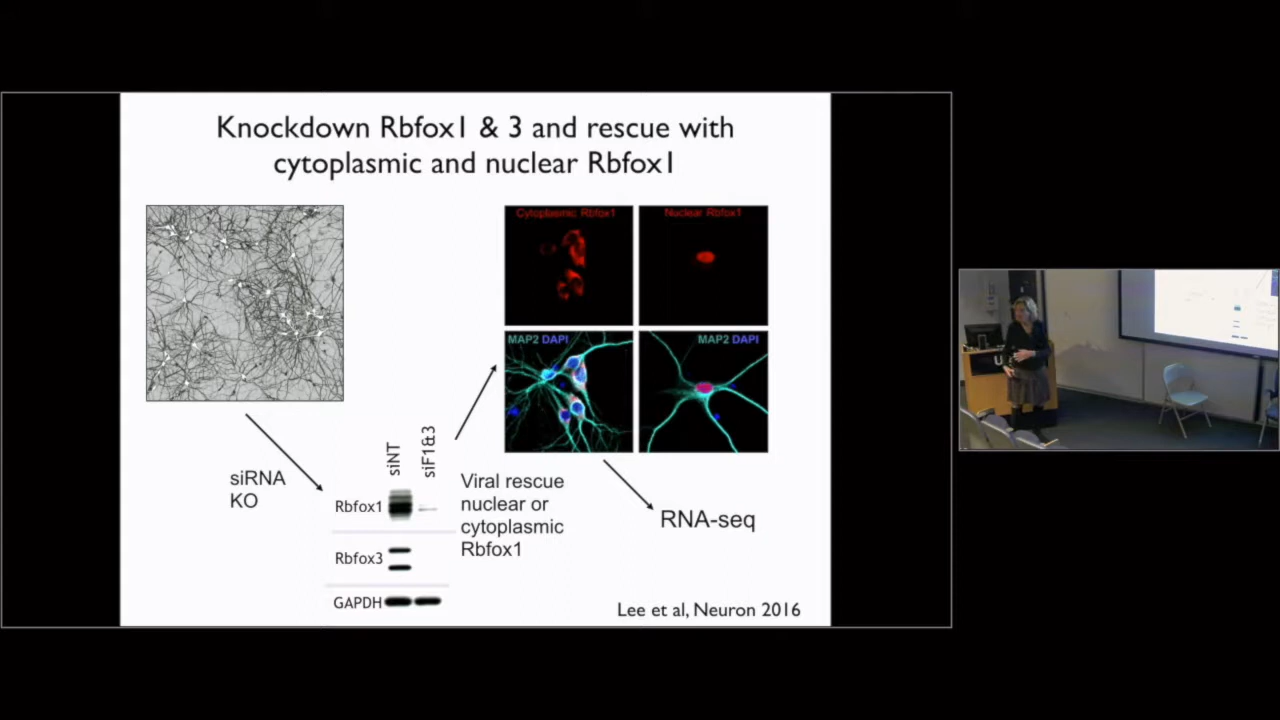 Knockdown Rbfox1 & 3 and rescue with
cytoplasmic and nuclear Rbfox1
Cytoplasmic Rbfox1
Nuclear Rbfox1
MAP2 DAPI
MAP2 DAPI
siRNA
KO
siNT
siF1&3
Rbfox1
Rbfox3
GAPDH
Viral rescue
nuclear or
cytoplasmic
Rbfox1
RNA-seq
Lee et al, Neuron 2016